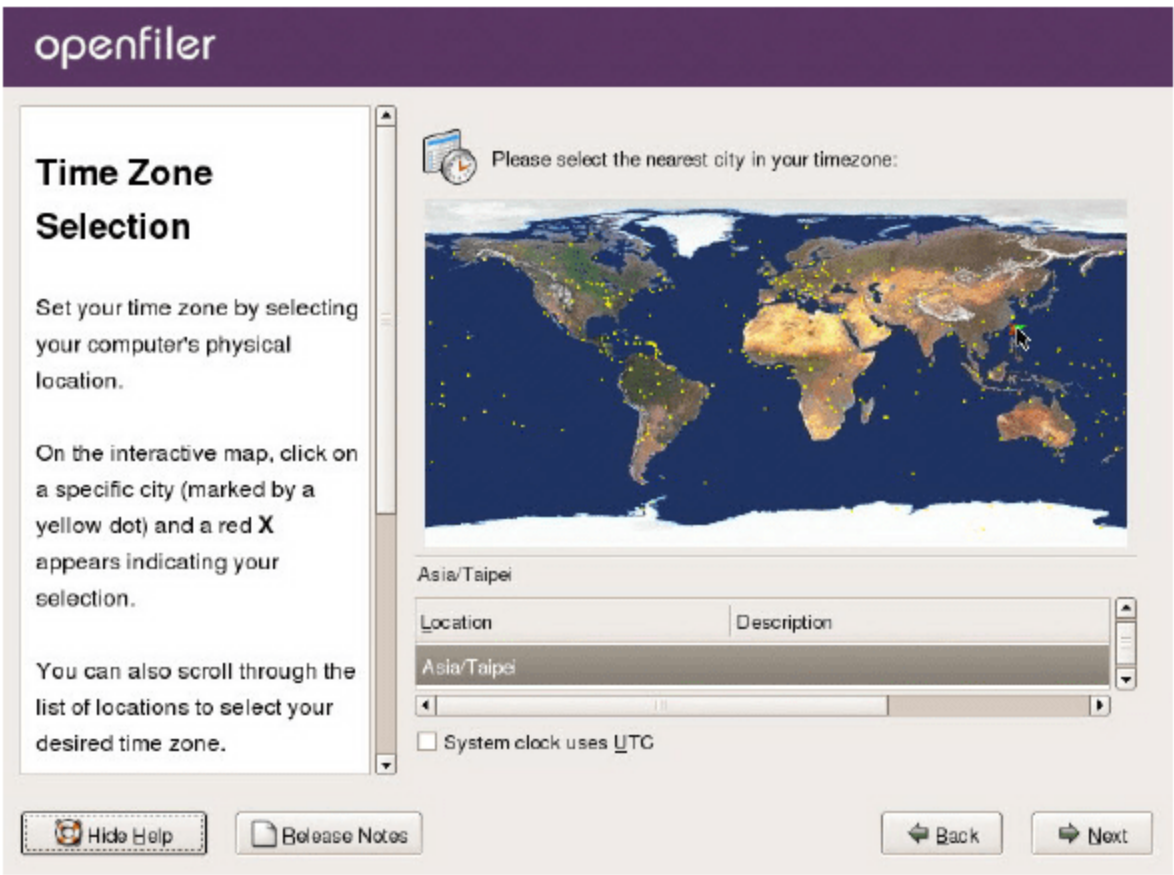 openfiler
Time Zone
Selection
Set your time zone by selecting
your computer's physical
location.
On the interactive map, click on
a specific city (marked by a
yellow dot) and a red X
appears indicating your
selection.
You can also scroll through the
list of locations to select your
desired time zone.
Please select the nearest city in your timezone:
Asia/Taipei
Location Description
Asia/Taipei
System clock uses UTC
Hide Help Release Notes Back Next